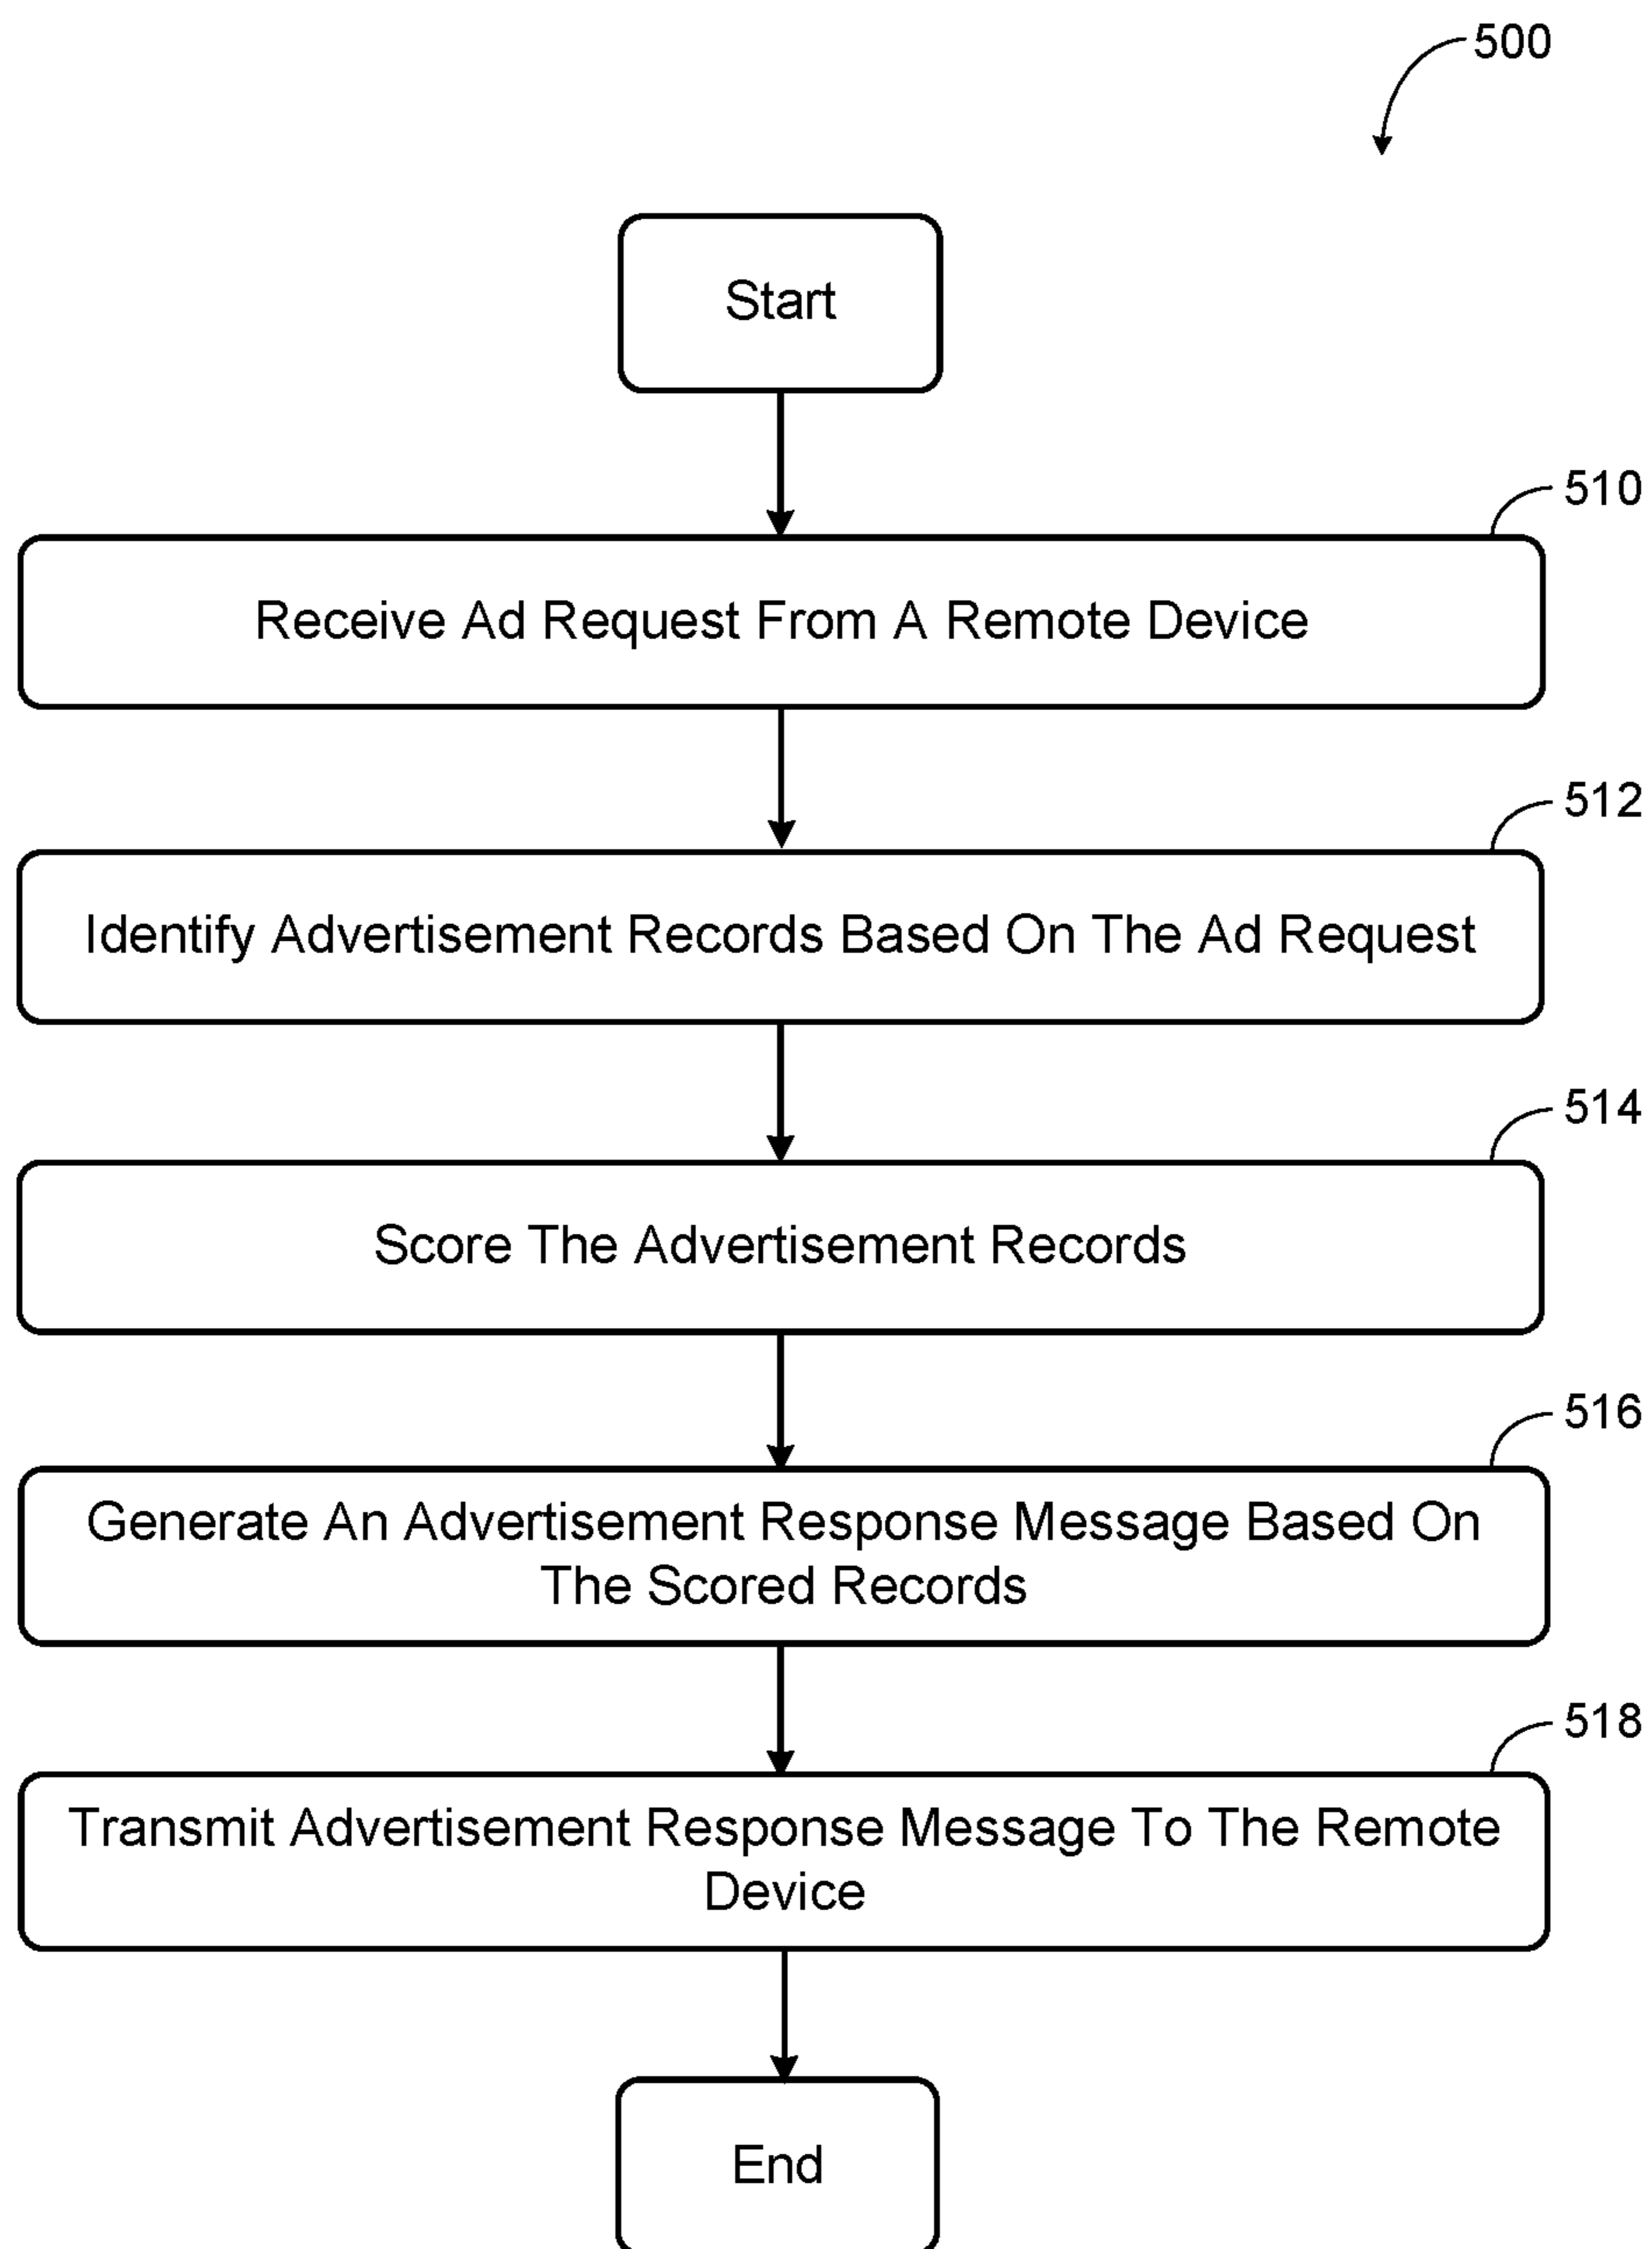 500
Start
510
Receive Ad Request From A Remote Device
512
Identify Advertisement Records Based On The Ad Request
514
Score The Advertisement Records
516
Generate An Advertisement Response Message Based On
The Scored Records
518
Transmit Advertisement Response Message To The Remote
Device
End